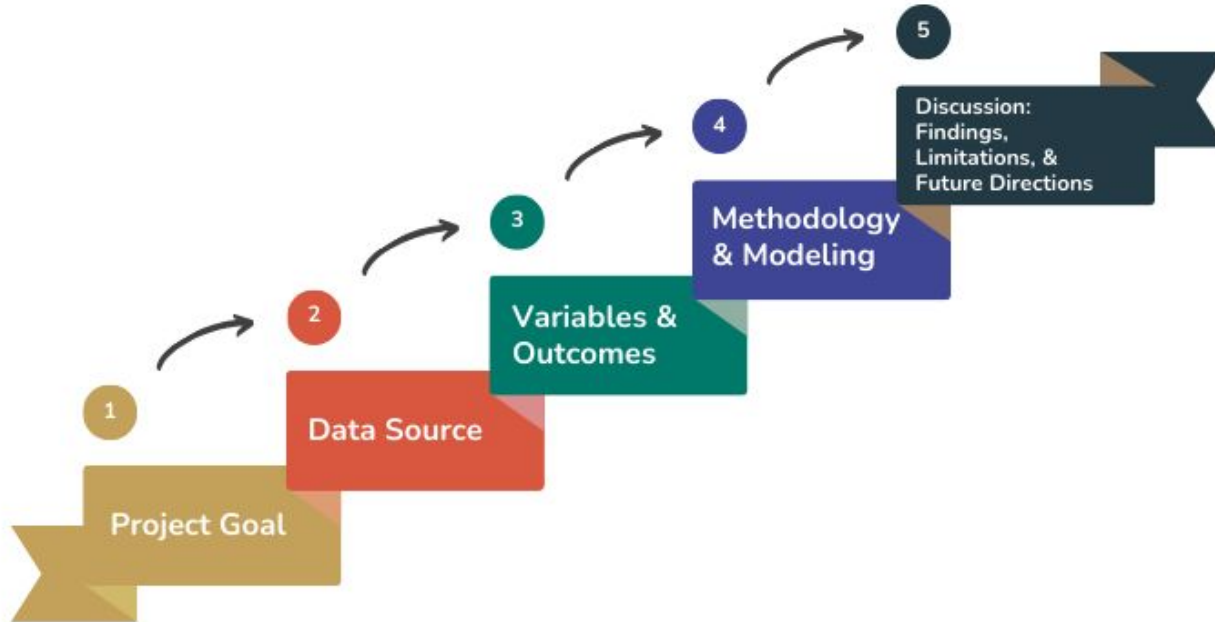 1
Project Goal
2
Data Source
3
Variables &
Outcomes
4
Methodology
& Modeling
5
Discussion:
Findings,
Limitations, &
Future Directions